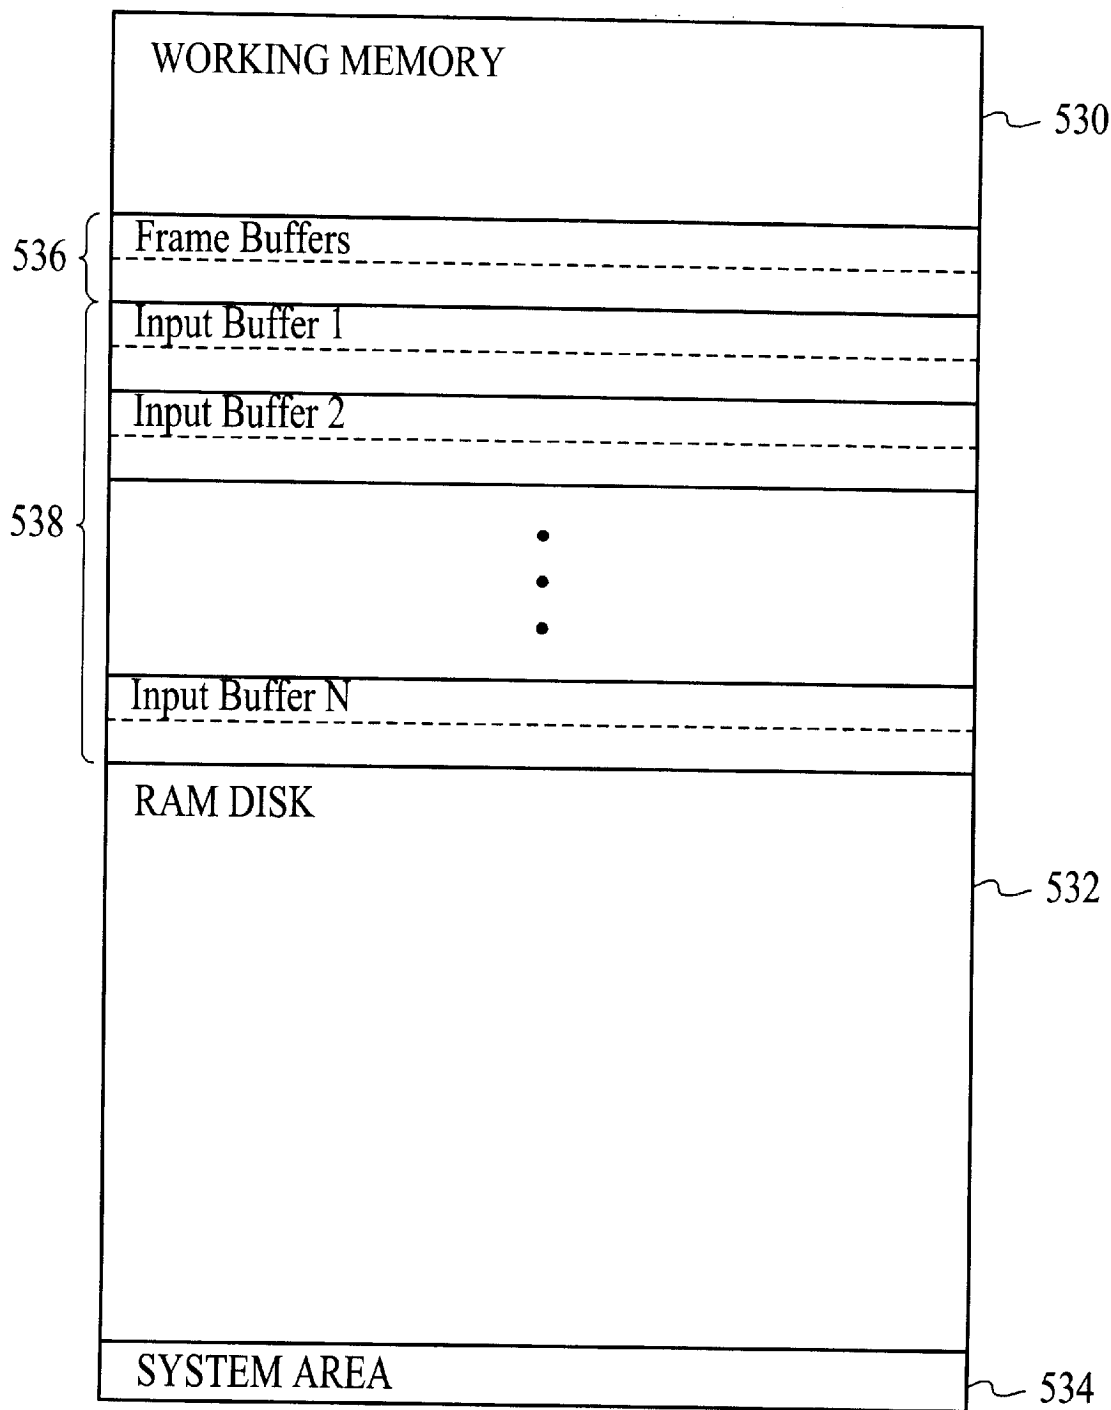 WORKING MEMORY
530
536
Frame Buffers
Input Buffer 1
Input Buffer 2
538
Input Buffer N
RAM DISK
532
SYSTEM AREA
534